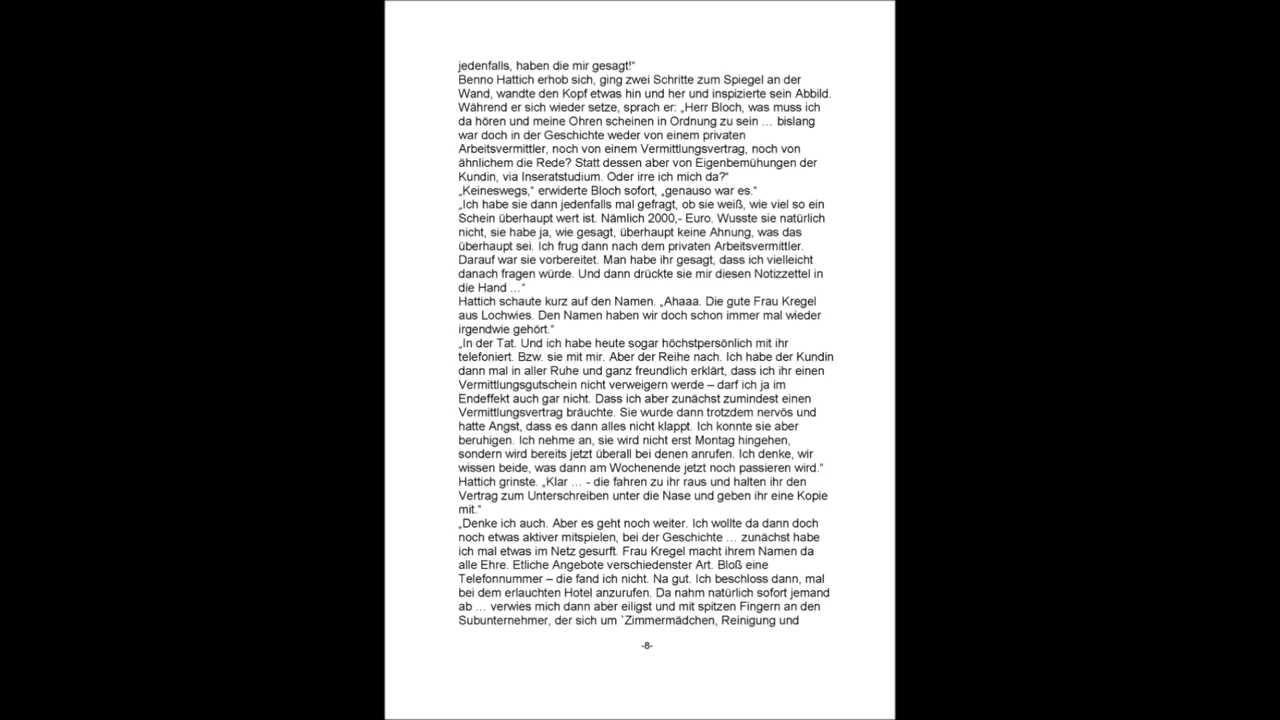 jedenfalls, haben die mir gesagt!“
Benno Hattich erhob sich, ging zwei Schritte zum Spiegel an der
Wand, wandte den Kopf etwas hin und her und inspizierte sein Abbild.
Während er sich wieder setze, sprach er: „Herr Bloch, was muss ich
da hören und meine Ohren scheinen in Ordnung zu sein … bislang
war doch in der Geschichte weder von einem privaten
Arbeitsvermittler, noch von einem Vermittlungsvertrag, noch von
ähnlichem die Rede? Statt dessen aber von Eigenbemühungen der
Kundin, via Inseratstudium. Oder irre ich mich da?“
„Keineswegs,“ erwiderte Bloch sofort, „genauso war es.“
„Ich habe sie dann jedenfalls mal gefragt, ob sie weiß, wie viel so ein
Schein überhaupt wert ist. Nämlich 2000,- Euro. Wusste sie natürlich
nicht, sie habe ja, wie gesagt, überhaupt keine Ahnung, was das
überhaupt sei. Ich frug dann nach dem privaten Arbeitsvermittler.
Darauf war sie vorbereitet. Man habe ihr gesagt, dass ich vielleicht
danach fragen würde. Und dann drückte sie mir diesen Notizzettel in
die Hand …“
Hattich schaute kurz auf den Namen. „Ahaaa. Die gute Frau Kregel
aus Lochwies. Den Namen haben wir doch schon immer mal wieder
irgendwie gehört.“
„In der Tat. Und ich habe heute sogar höchstpersönlich mit ihr
telefoniert. Bzw. sie mit mir. Aber der Reihe nach. Ich habe der Kundin
dann mal in aller Ruhe und ganz freundlich erklärt, dass ich ihr einen
Vermittlungsgutschein nicht verweigern werde – darf ich ja im
Endeffekt auch gar nicht. Dass ich aber zunächst zumindest einen
Vermittlungsvertrag bräuchte. Sie wurde dann trotzdem nervös und
hatte Angst, dass es dann alles nicht klappt. Ich konnte sie aber
beruhigen. Ich nehme an, sie wird nicht erst Montag hingehen,
sondern wird bereits jetzt überall bei denen anrufen. Ich denke, wir
wissen beide, was dann am Wochenende jetzt noch passieren wird.“
Hattich grinste. „Klar … - die fahren zu ihr raus und halten ihr den
Vertrag zum Unterschreiben unter die Nase und geben ihr eine Kopie
mit.“
„Denke ich auch. Aber es geht noch weiter. Ich wollte da dann doch
noch etwas aktiver mitspielen, bei der Geschichte … zunächst habe
ich mal etwas im Netz gesurft. Frau Kregel macht ihrem Namen da
alle Ehre. Etliche Angebote verschiedenster Art. Bloß eine
Telefonnummer – die fand ich nicht. Na gut. Ich beschloss dann, mal
bei dem erlauchten Hotel anzurufen. Da nahm natürlich sofort jemand
ab … verwies mich dann aber eiligst und mit spitzen Fingern an den
Subunternehmer, der sich um `Zimmermädchen, Reinigung und
-8-